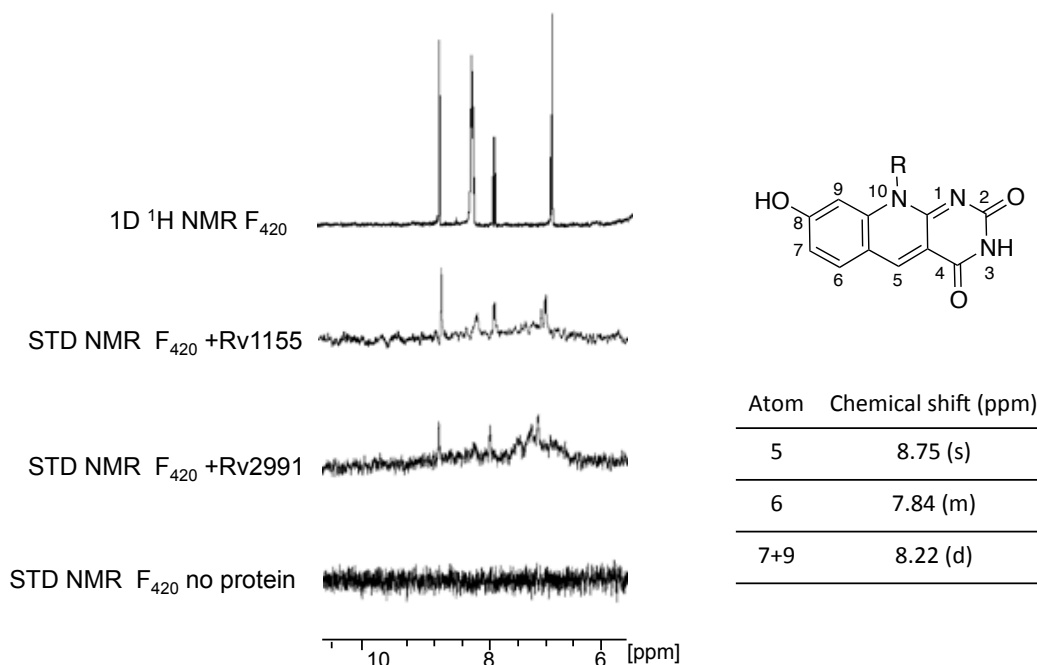 1D ¹H NMR F₄₂₀
STD NMR F₄₂₀ +Rv1155
STD NMR F₄₂₀ +Rv2991
STD NMR F₄₂₀ no protein
10 8 6 [ppm]
R
HO
9
10
N
1
N
2
O
8
7
6
5
4
NH
3
O
Atom Chemical shift (ppm)
5 8.75 (s)
6 7.84 (m)
7+9 8.22 (d)